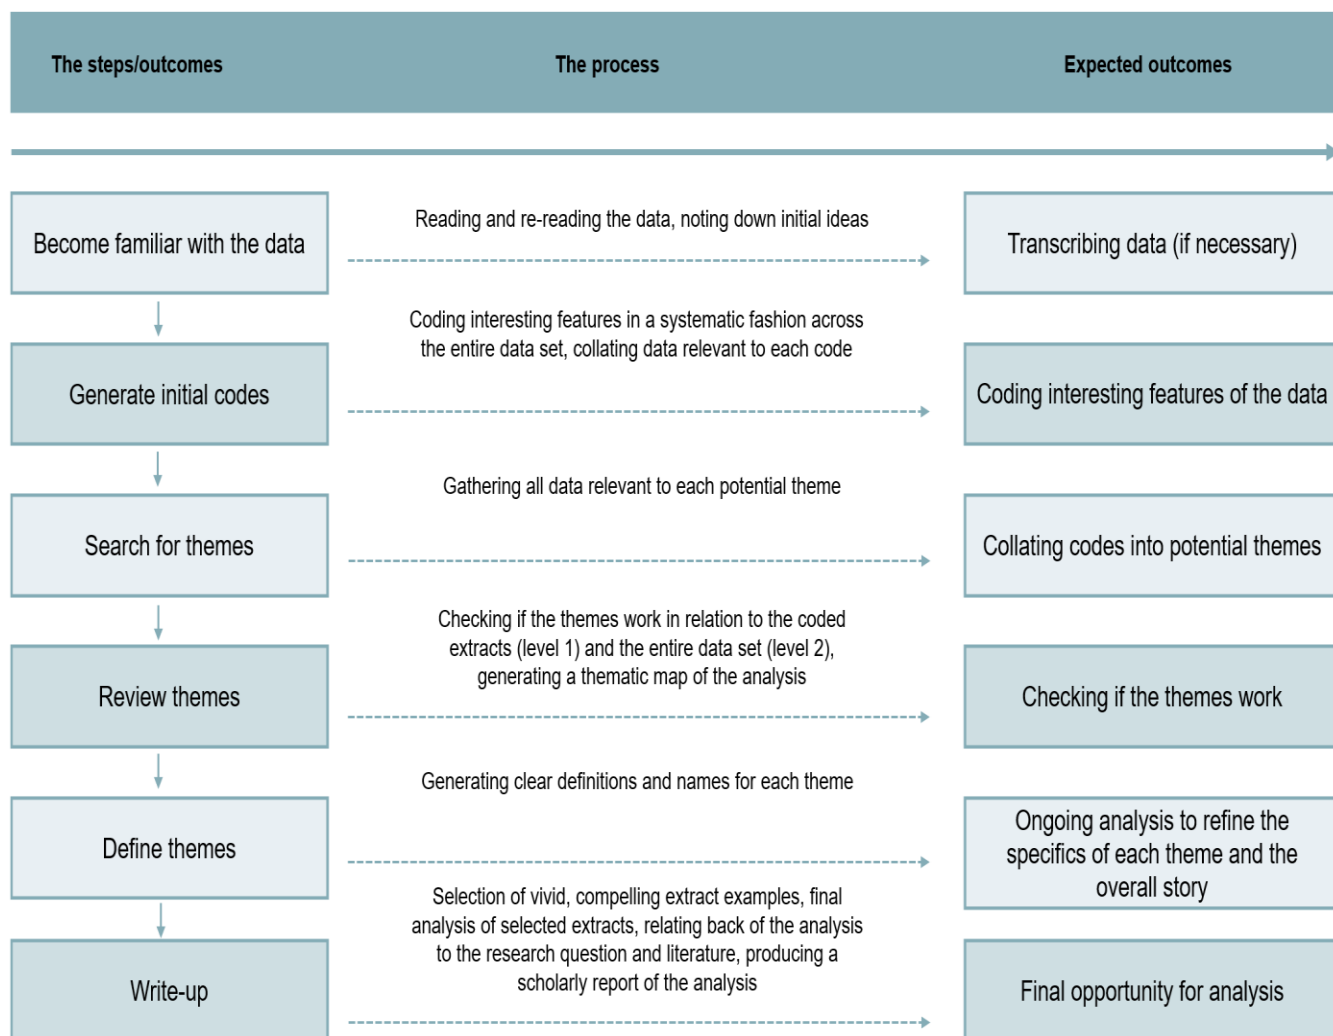 The steps/outcomes
The process
Expected outcomes
Become familiar with the data
Reading and re-reading the data, noting down initial ideas
Transcribing data (if necessary)
Generate initial codes
Coding interesting features in a systematic fashion across
the entire data set, collating data relevant to each code
Coding interesting features of the data
Search for themes
Gathering all data relevant to each potential theme
Collating codes into potential themes
Review themes
Checking if the themes work in relation to the coded
extracts (level 1) and the entire data set (level 2),
generating a thematic map of the analysis
Checking if the themes work
Define themes
Generating clear definitions and names for each theme
Ongoing analysis to refine the
specifics of each theme and the
overall story
Write-up
Selection of vivid, compelling extract examples, final
analysis of selected extracts, relating back of the analysis
to the research question and literature, producing a
scholarly report of the analysis
Final opportunity for analysis